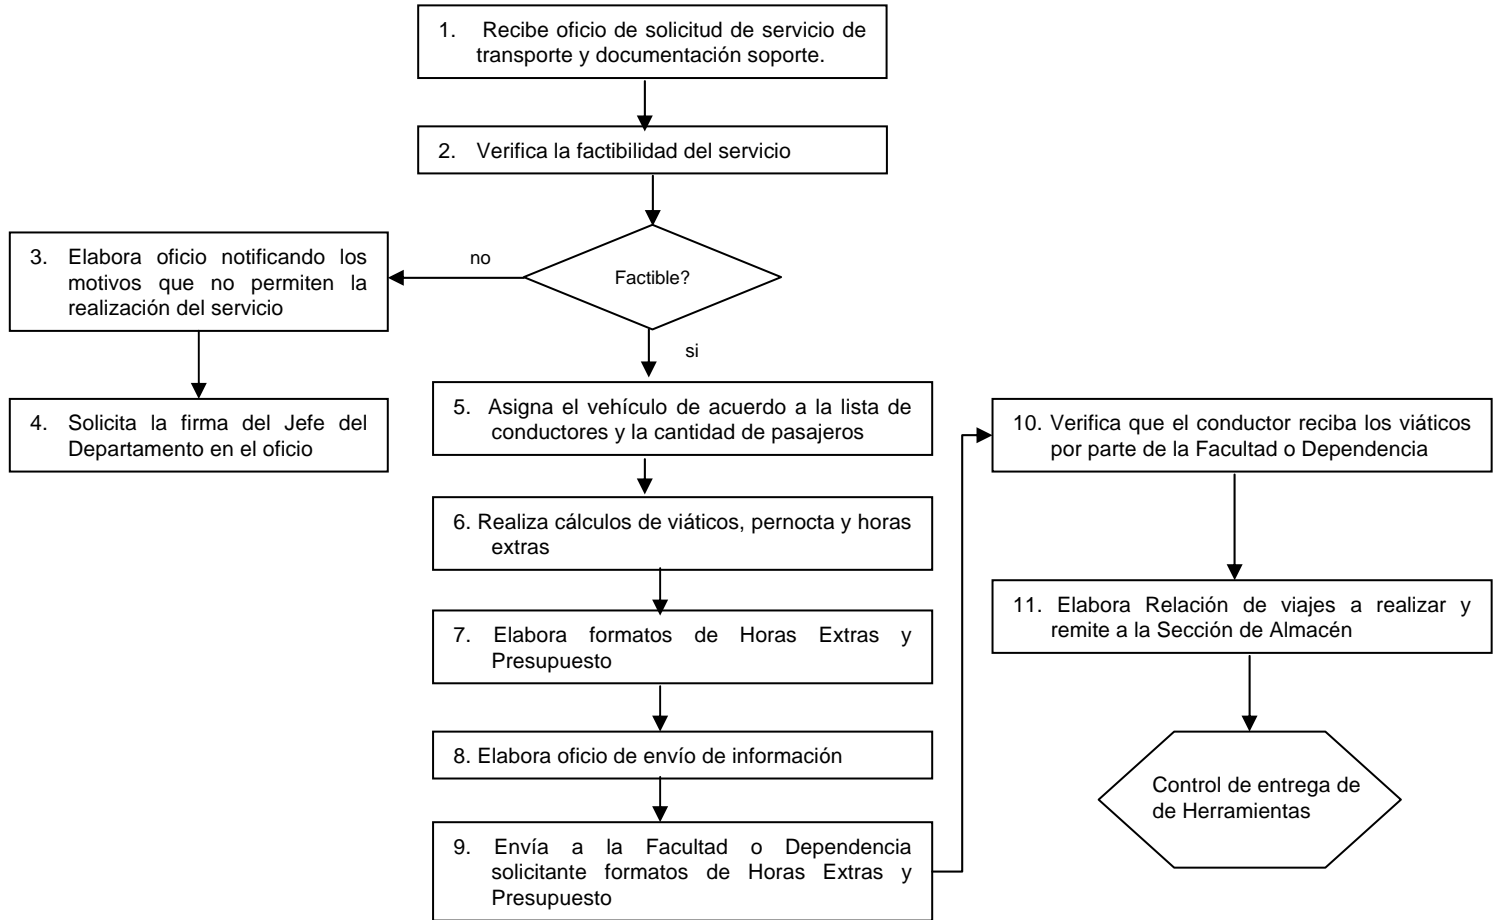 1. Recibe oficio de solicitud de servicio de
transporte y documentación soporte.
2. Verifica la factibilidad del servicio
Factible?
no
3. Elabora oficio notificando los
motivos que no permiten la
realización del servicio
4. Solicita la firma del Jefe del
Departamento en el oficio
si
5. Asigna el vehículo de acuerdo a la lista de
conductores y la cantidad de pasajeros
6. Realiza cálculos de viáticos, pernocta y horas
extras
7. Elabora formatos de Horas Extras y
Presupuesto
8. Elabora oficio de envío de información
9. Envía a la Facultad o Dependencia
solicitante formatos de Horas Extras y
Presupuesto
10. Verifica que el conductor reciba los viáticos
por parte de la Facultad o Dependencia
11. Elabora Relación de viajes a realizar y
remite a la Sección de Almacén
Control de entrega de
de Herramientas